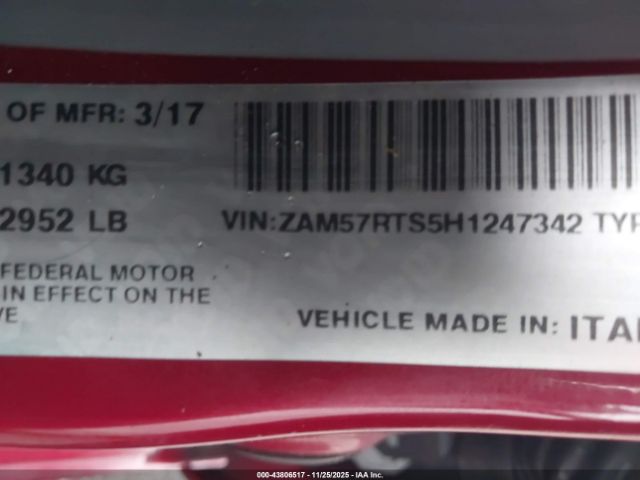 OF MFR: 3/17
1340 KG
2952 LB
VIN:ZAM57RTS5H1247342 TYP
FEDERAL MOTOR
IN EFFECT ON THE
VE
VEHICLE MADE IN: ITAL
000-43806517 - 11/25/2025 - IAA Inc.